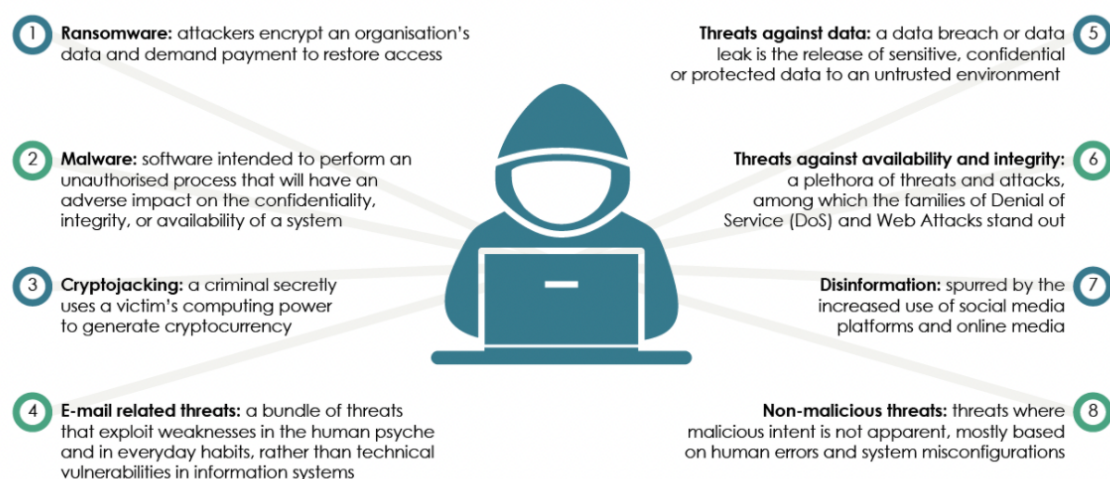 1
Ransomware: attackers encrypt an organisation's
data and demand payment to restore access
2
Malware: software intended to perform an
unauthorised process that will have an
adverse impact on the confidentiality,
integrity, or availability of a system
3
Cryptojacking: a criminal secretly
uses a victim's computing power
to generate cryptocurrency
4
E-mail related threats: a bundle of threats
that exploit weaknesses in the human psyche
and in everyday habits, rather than technical
vulnerabilities in information systems
5
Threats against data: a data breach or data
leak is the release of sensitive, confidential
or protected data to an untrusted environment
6
Threats against availability and integrity:
a plethora of threats and attacks,
among which the families of Denial of
Service (DoS) and Web Attacks stand out
7
Disinformation: spurred by the
increased use of social media
platforms and online media
8
Non-malicious threats: threats where
malicious intent is not apparent, mostly based
on human errors and system misconfigurations